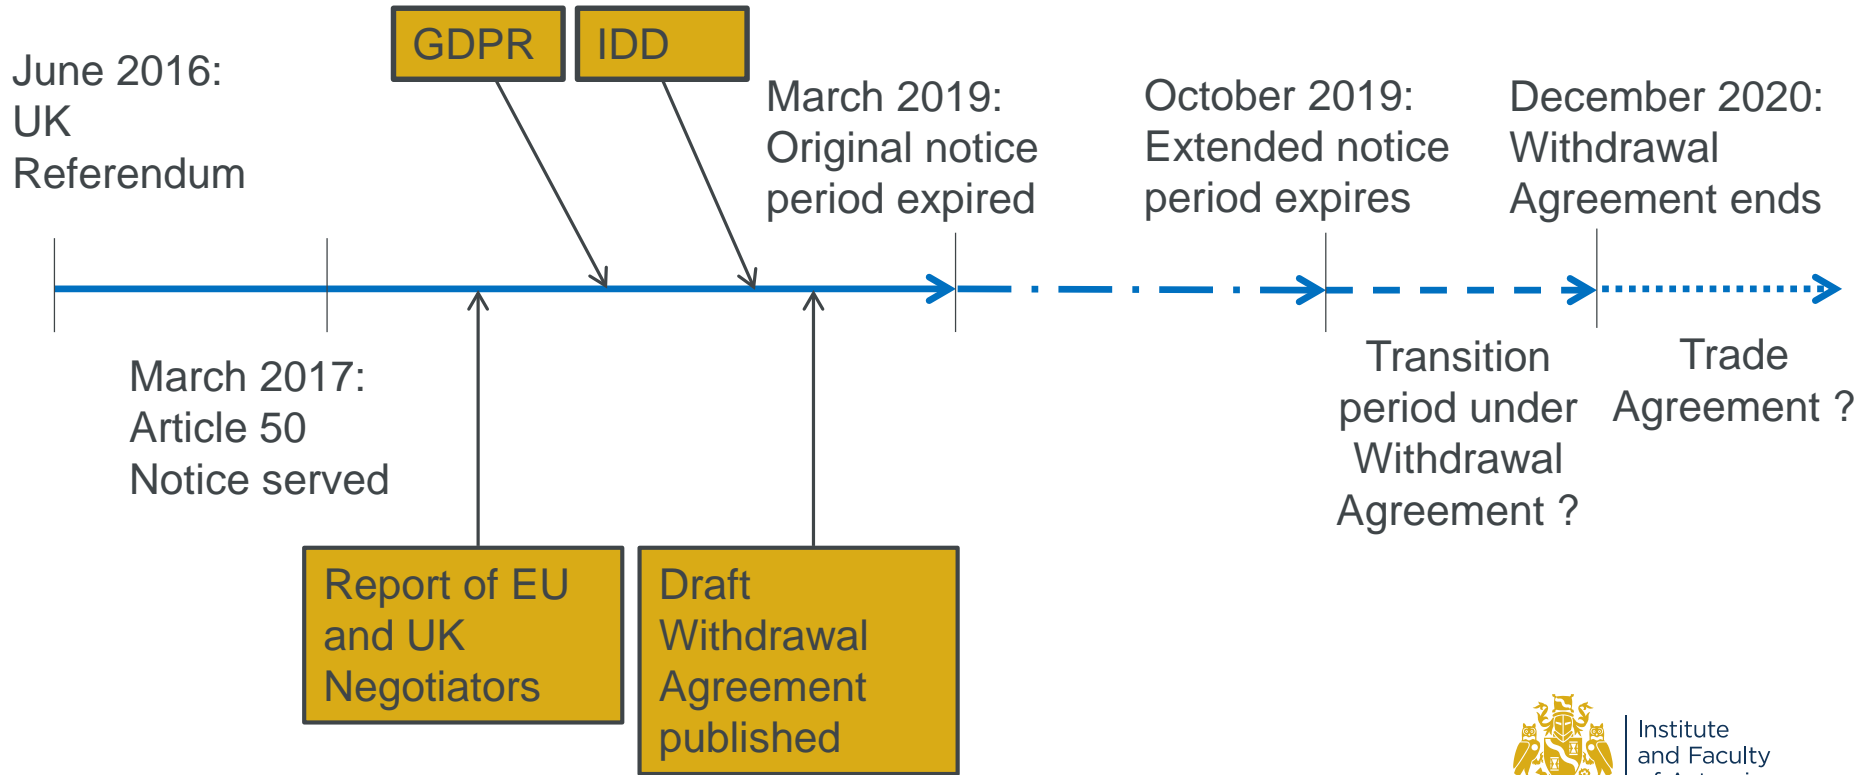 GDPR
IDD
June 2016:
UK
Referendum
March 2019:
Original notice
period expired
October 2019:
Extended notice
period expires
December 2020:
Withdrawal
Agreement ends
March 2017:
Article 50
Notice served
Transition
period under
Withdrawal
Agreement ?
Trade
Agreement ?
Report of EU
and UK
Negotiators
Draft
Withdrawal
Agreement
published
Institute
and Faculty